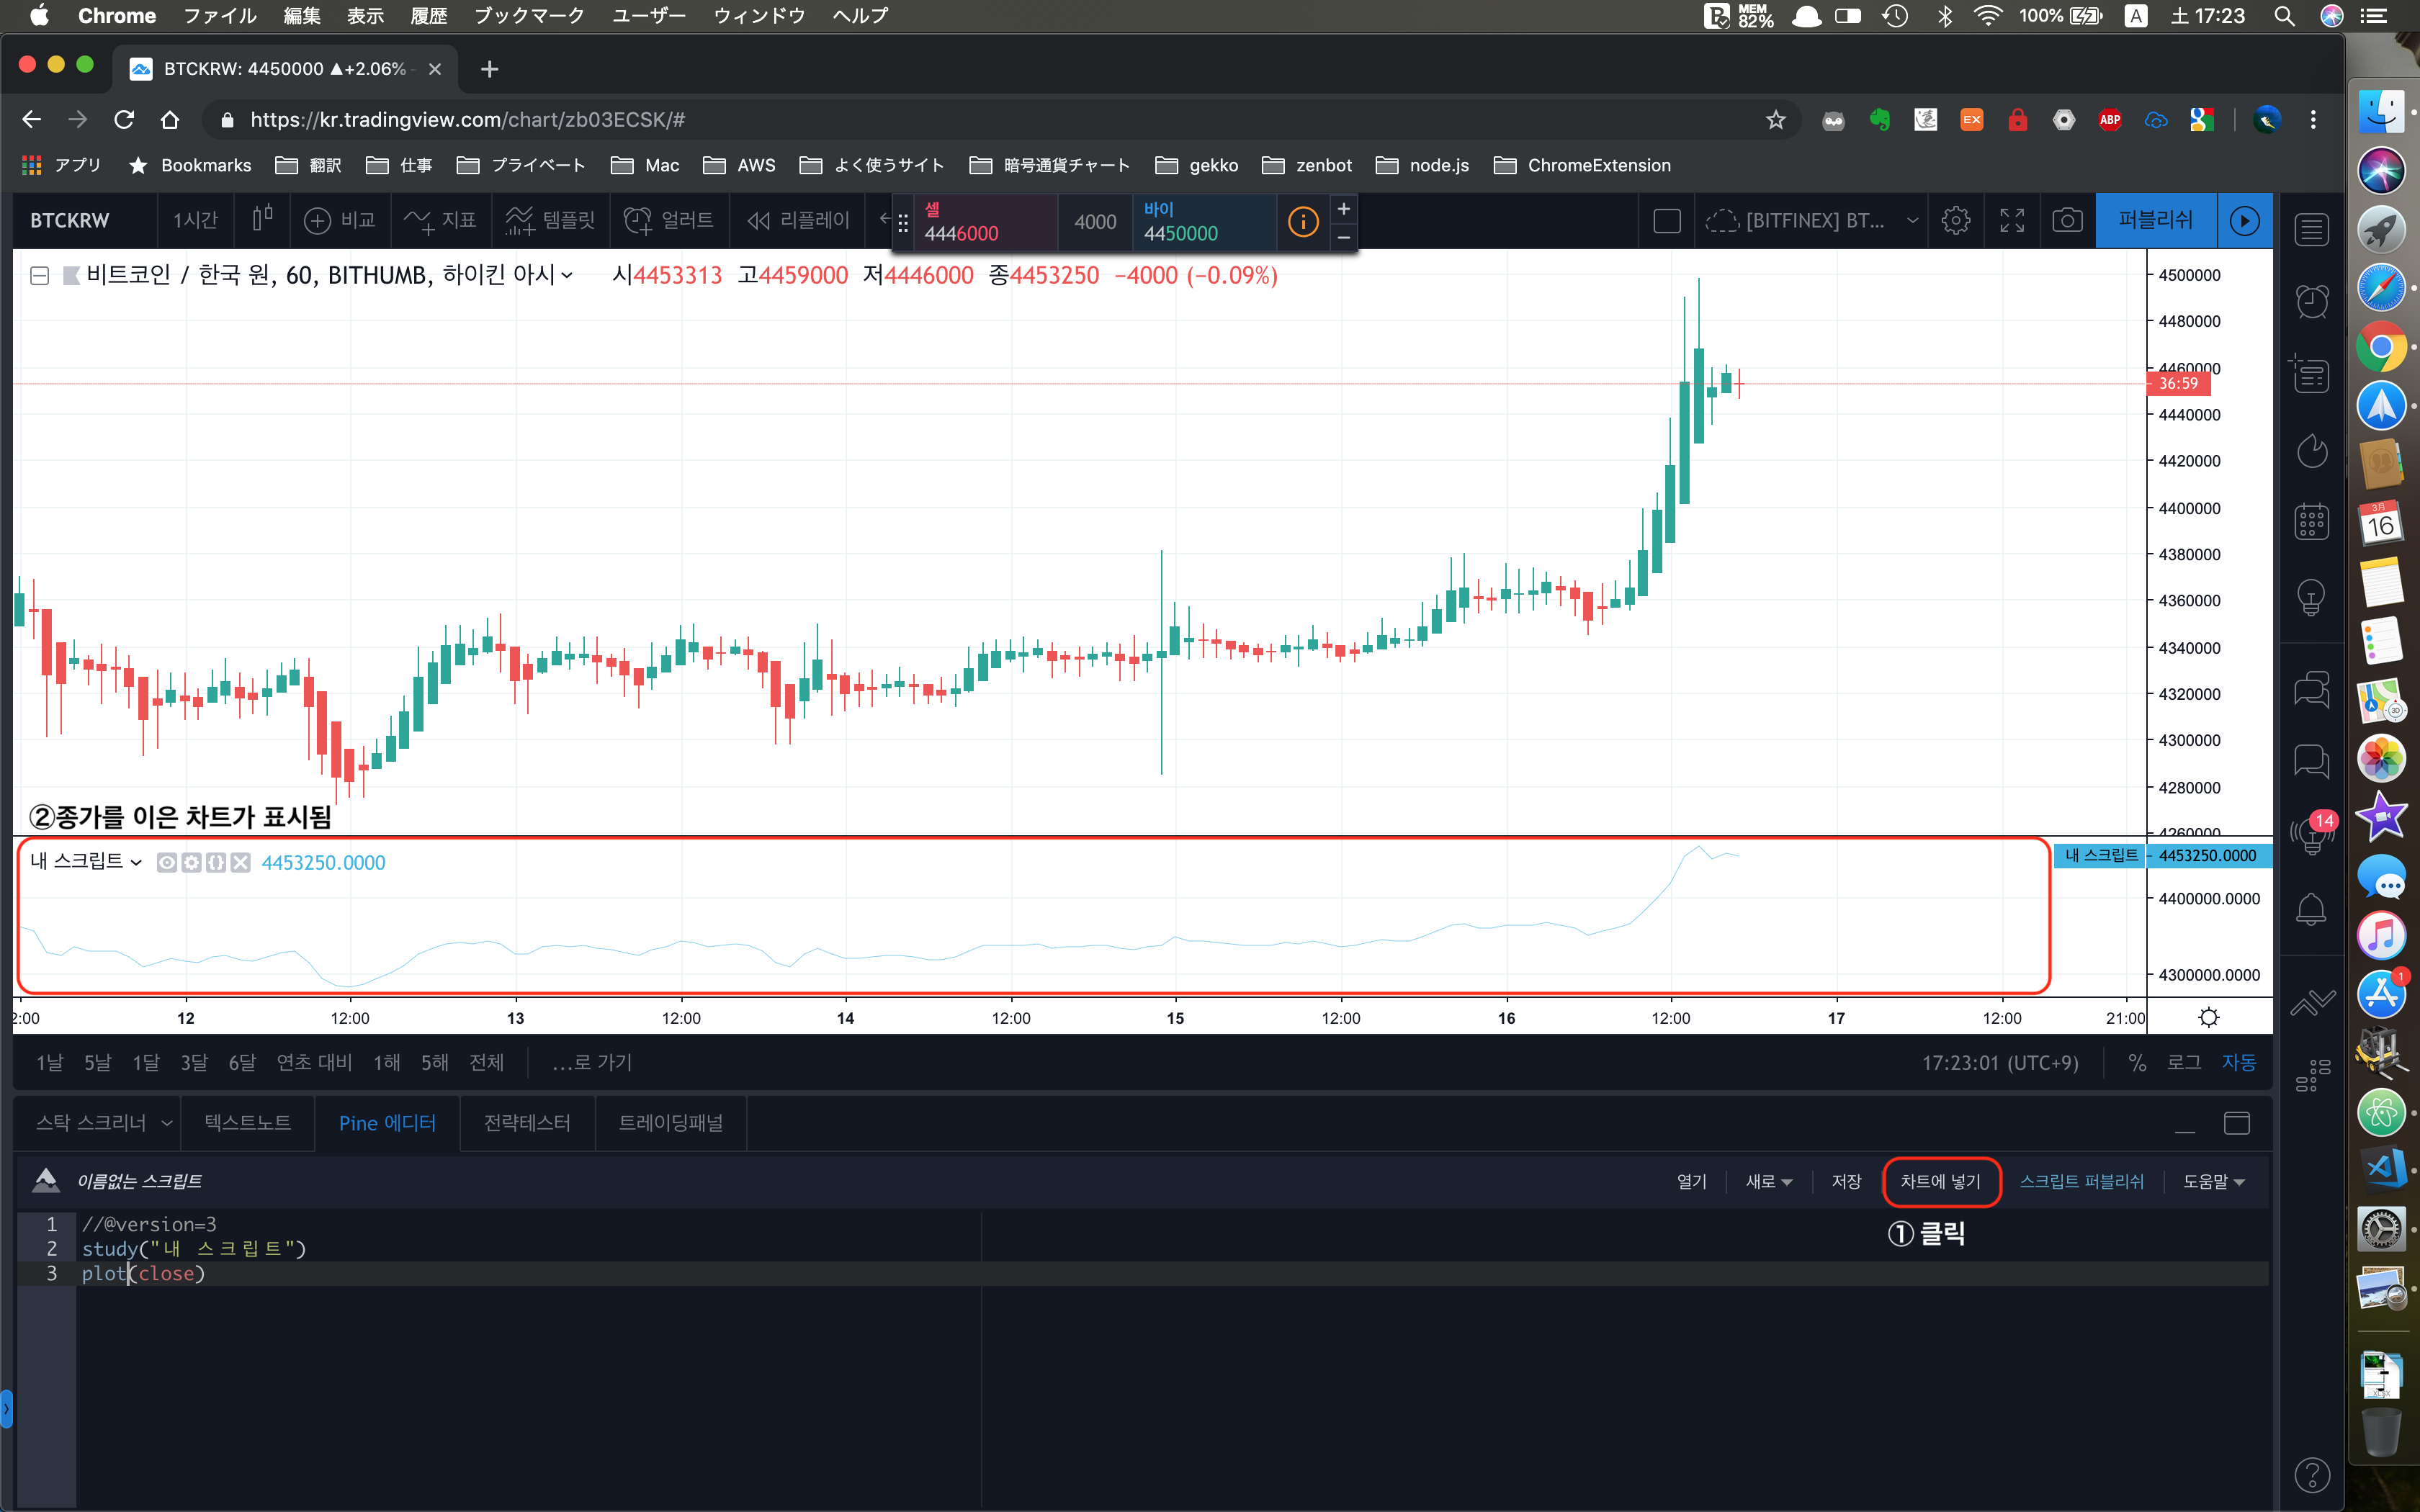 Chrome ファイル 編集 表示 履歴 ブックマーク ユーザー ウィンドウ ヘルプ MEM 82% 100% A 土 17:23
BTCKRW: 4450000 ▲+2.06% -
https://kr.tradingview.com/chart/zb03ECSK/#
EX ABP
アプリ Bookmarks 翻訳 仕事 プライベート Mac AWS よく使うサイト 暗号通貨チャート gekko zenbot node.js ChromeExtension
BTCKRW 1시간 비교 지표 템플릿 얼러트 리플레이 셀 4446000 4000 바이 4450000 [BITFINEX] BT... 퍼블리쉬
비트코인 / 한국 원, 60, BITHUMB, 하이킨 아시 시4453313 고4459000 저4446000 종4453250 −4000 (−0.09%)
4500000
4480000
4460000
36:59
4440000
4420000
4400000
4380000
4360000
4340000
4320000
4300000
4280000
4260000
②종가를 이은 차트가 표시됨
내 스크립트 4453250.0000
내 스크립트 4453250.0000
4400000.0000
4300000.0000
2:00 12 12:00 13 12:00 14 12:00 15 12:00 16 12:00 17 12:00 21:00
1날 5날 1달 3달 6달 연초 대비 1해 5해 전체 ...로 가기 17:23:01 (UTC+9) % 로그 자동
스탁 스크리너 텍스트노트 Pine 에디터 전략테스터 트레이딩패널
이름없는 스크립트 열기 새로 저장 차트에 넣기 스크립트 퍼블리쉬 도움말
① 클릭
1 //@version=3
2 study("내 스크립트")
3 plot(close)
14
3月
16
3D
1